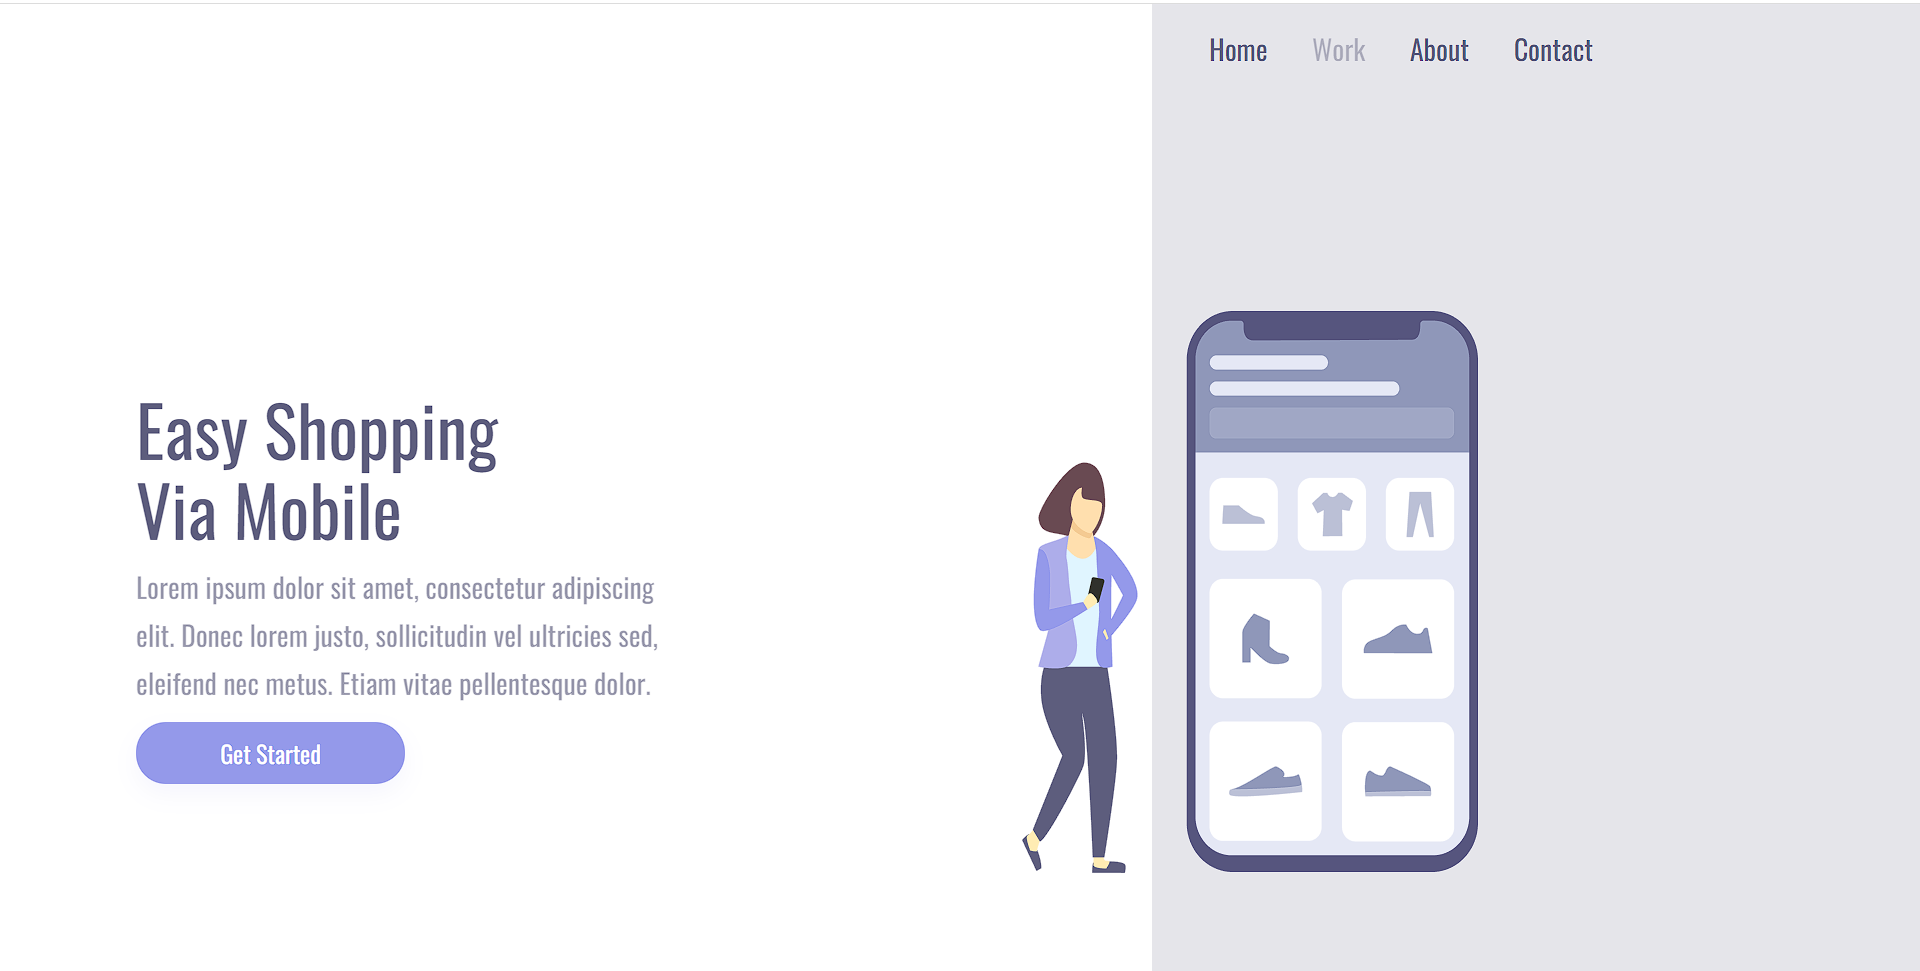 Home Work About Contact
Easy Shopping
Via Mobile
Lorem ipsum dolor sit amet, consectetur adipiscing
elit. Donec lorem justo, sollicitudin vel ultricies sed,
eleifend nec metus. Etiam vitae pellentesque dolor.
Get Started